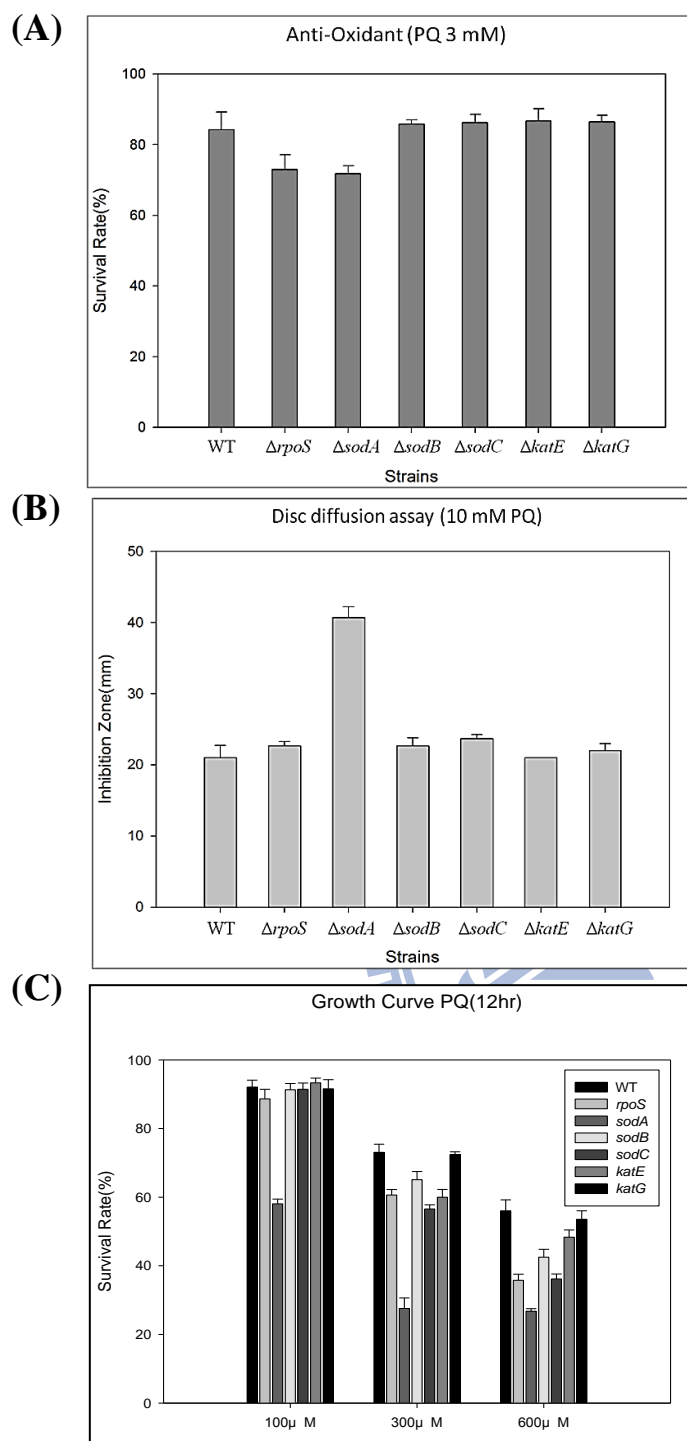 (A)
Anti-Oxidant (PQ 3 mM)
Survival Rate(%)
100
80
60
40
20
0
WT ΔrpoS ΔsodA ΔsodB ΔsodC ΔkatE ΔkatG
Strains
(B)
Disc diffusion assay (10 mM PQ)
Inhibition Zone(mm)
50
40
30
20
10
0
WT ΔrpoS ΔsodA ΔsodB ΔsodC ΔkatE ΔkatG
Strains
(C)
Growth Curve PQ(12hr)
Survival Rate(%)
100
80
60
40
20
0
WT
rpoS
sodA
sodB
sodC
katE
katG
100μ M 300μ M 600μ M